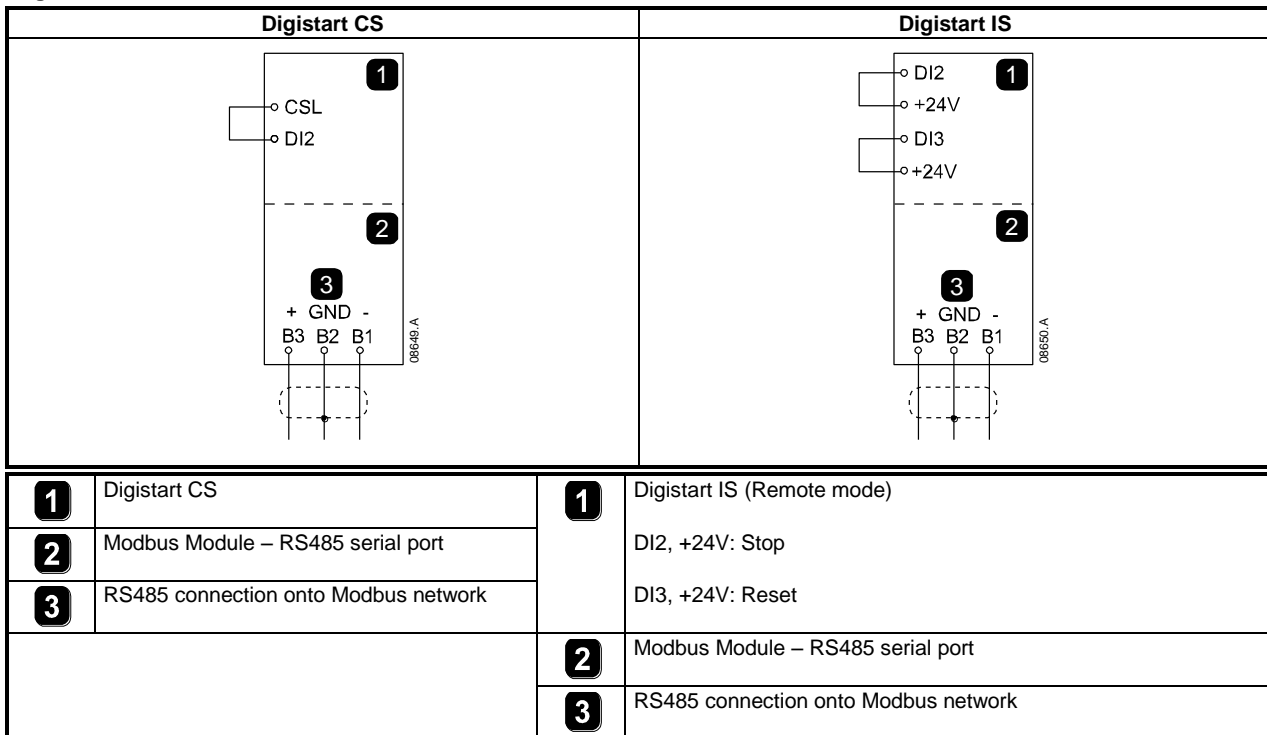 Digistart CS
Digistart IS
1
CSL
DI2
2
3
+ GND -
B3 B2 B1
08649.A
DI2
1
+24V
DI3
+24V
2
3
+ GND -
B3 B2 B1
08650.A
1 Digistart CS
2 Modbus Module – RS485 serial port
3 RS485 connection onto Modbus network
1 Digistart IS (Remote mode)
DI2, +24V: Stop
DI3, +24V: Reset
2 Modbus Module – RS485 serial port
3 RS485 connection onto Modbus network